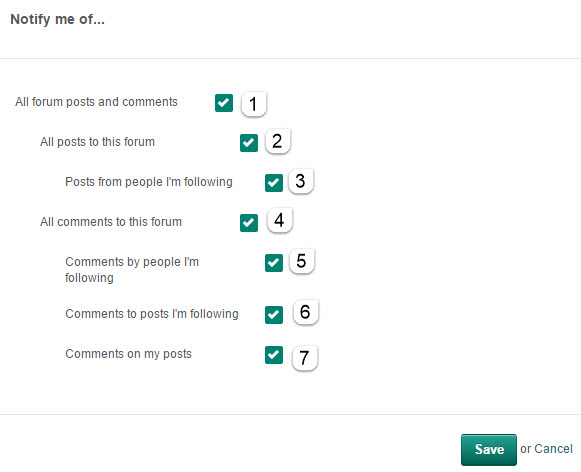 Notify me of...
All forum posts and comments 1
All posts to this forum 2
Posts from people I'm following 3
All comments to this forum 4
Comments by people I'm 5
following
Comments to posts I'm following 6
Comments on my posts 7
Save or Cancel